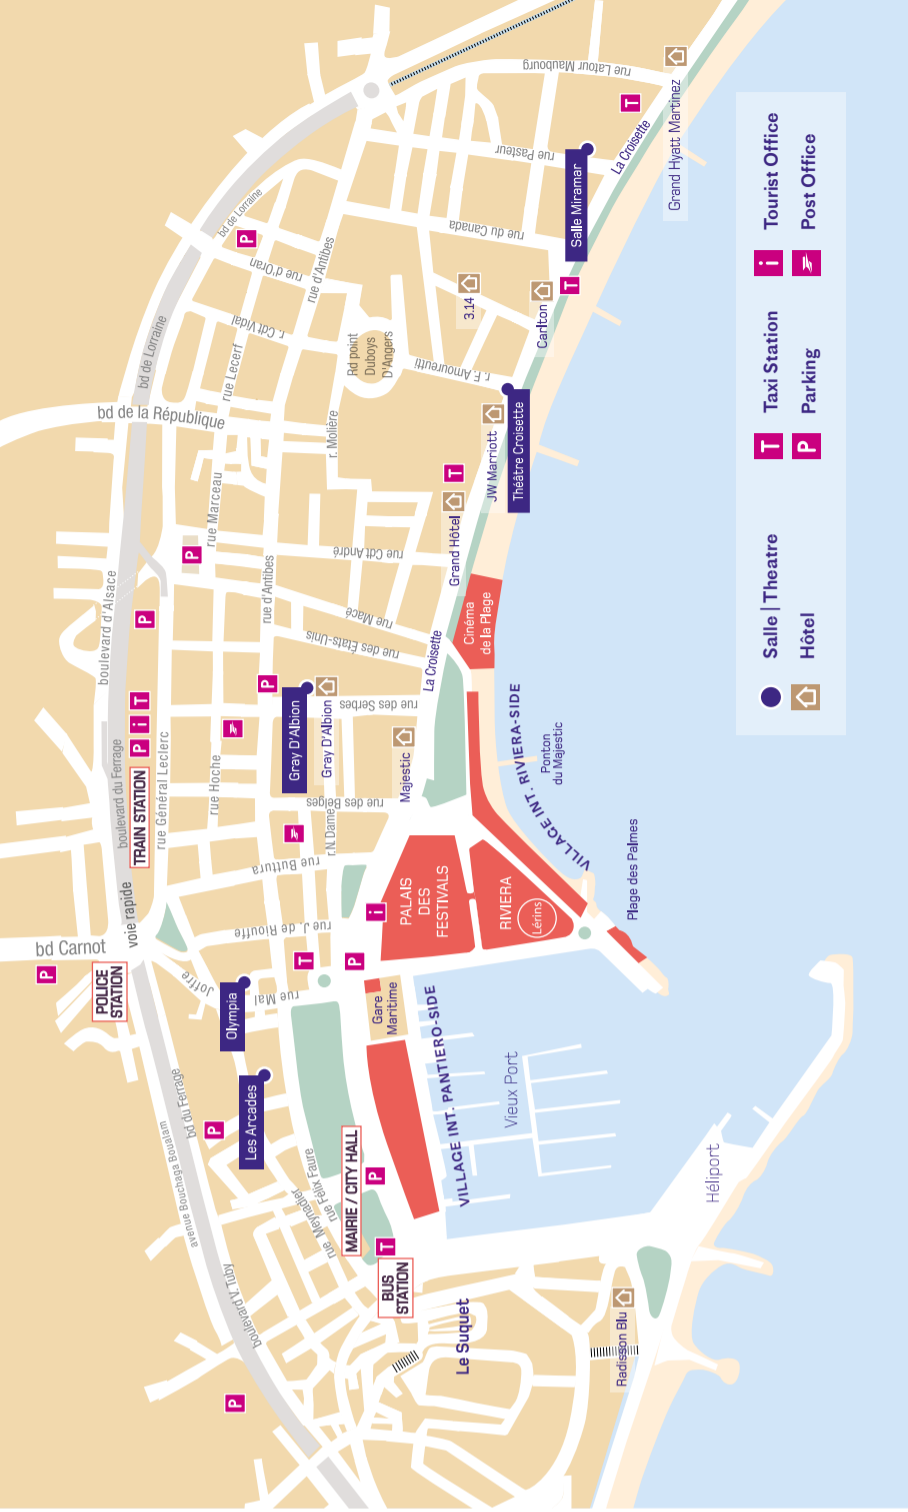 bd Carnot
voie rapide
POLICE
STATION
TRAIN STATION
boulevard du Ferrage
boulevard d'Alsace
bd de la République
bd de Lorraine
bd de Lorraine
rue Général Leclerc
rue Hoche
rue Marceau
rue Lecerf
r. Cdt Vidal
rue d'Oran
rue d'Antibes
rue d'Antibes
r. Molière
Rd point
Duboys
D'Angers
rue Latour Maubourg
rue Pasteur
rue du Canada
r. F. Amouretti
rue Cdt André
rue Macé
rue des États-Unis
rue des Serbes
rue des Belges
r.N.Dame
rue Buttura
rue J. de Riouffe
rue Mal
Joffre
bd du Ferrage
avenue Bouchaga Boualam
boulevard V. Tuby
rue Meynadier
rue Félix Faure
Les Arcades
Olympia
Gray D'Albion
Gray D'Albion
Majestic
La Croisette
Grand Hôtel
JW Marriott
Théâtre Croisette
3.14
Carlton
Salle Miramar
La Croisette
Grand Hyatt Martinez
Cinéma
de la Plage
PALAIS
DES
FESTIVALS
RIVIERA
Lérins
Gare
Maritime
VILLAGE INT. RIVIERA-SIDE
Ponton
du Majestic
Plage des Palmes
VILLAGE INT. PANTIERO-SIDE
Vieux Port
Héliport
MAIRIE / CITY HALL
BUS
STATION
Le Suquet
Radisson Blu
P
P
P
P
P
P
P
P
P
P
T
T
T
T
T
T
i
i
Salle | Theatre
Hôtel
T Taxi Station
P Parking
i Tourist Office
Post Office